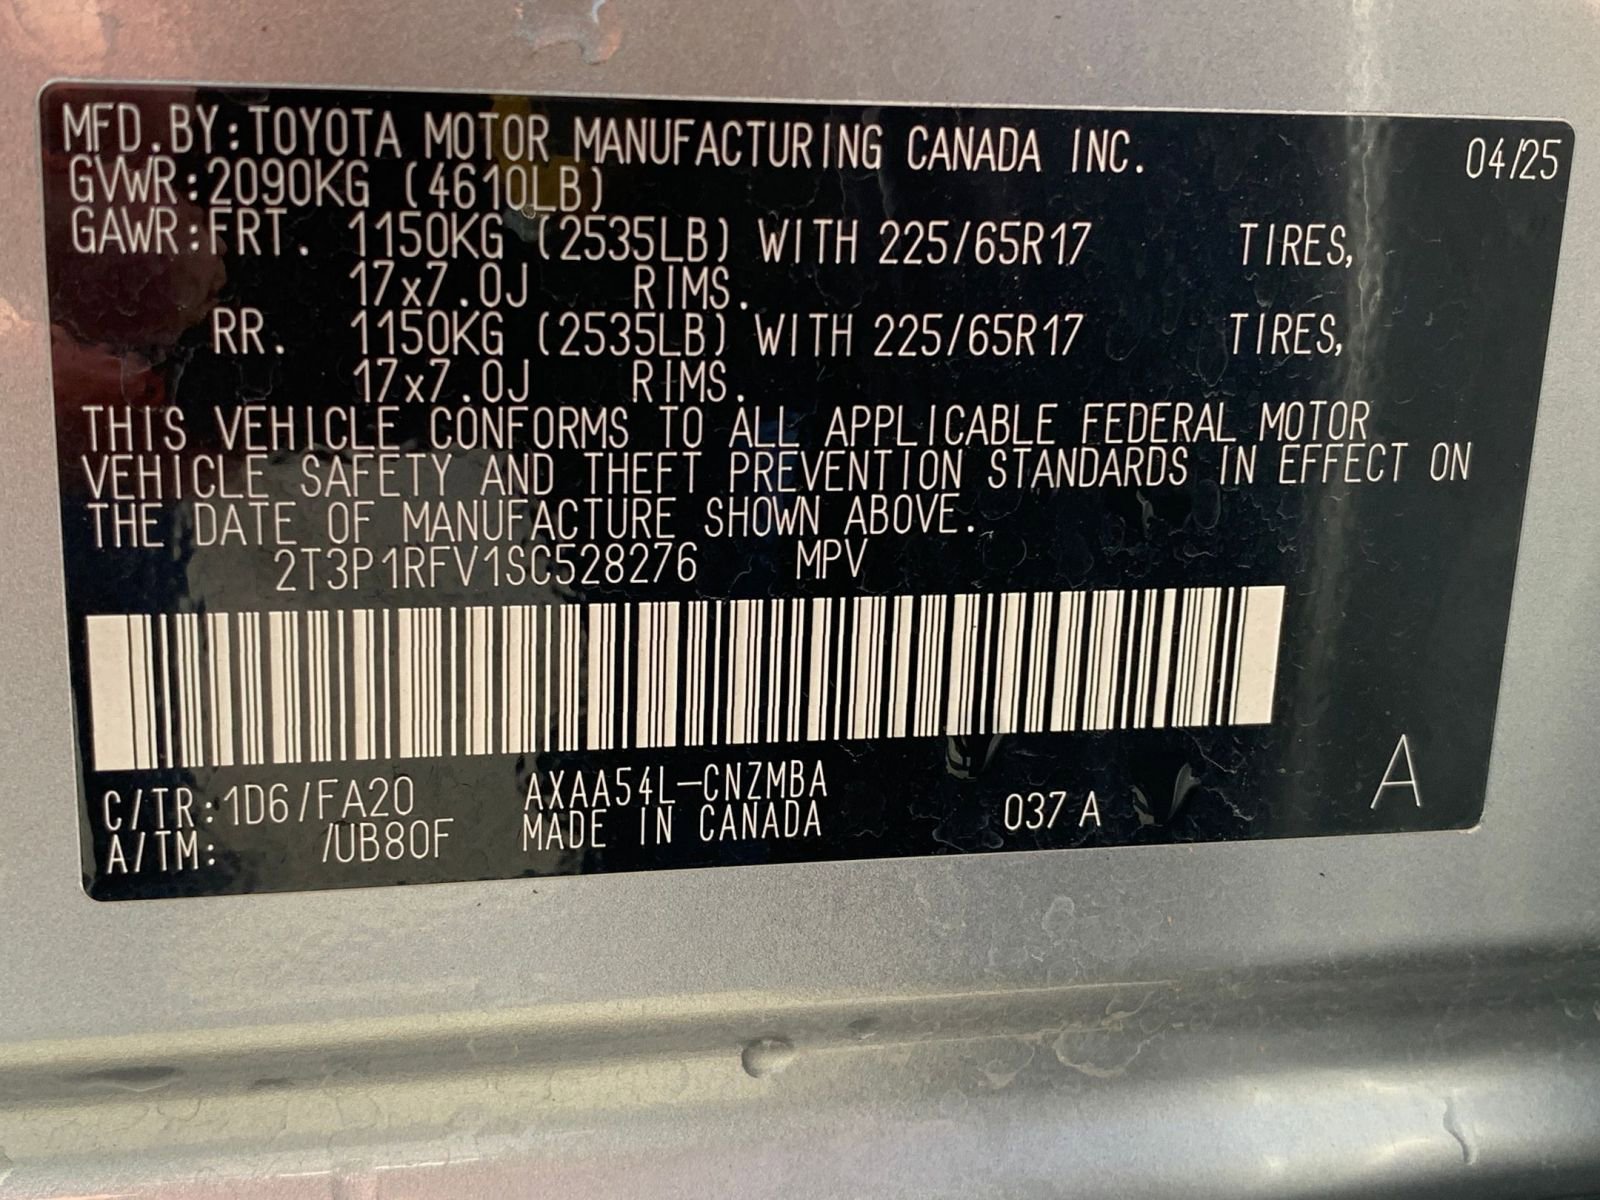 MFD.BY:TOYOTA MOTOR MANUFACTURING CANADA INC. 04/25
GVWR:2090KG (4610LB)
GAWR:FRT. 1150KG (2535LB) WITH 225/65R17 TIRES,
17x7.0J RIMS.
RR. 1150KG (2535LB) WITH 225/65R17 TIRES,
17x7.0J RIMS.
THIS VEHICLE CONFORMS TO ALL APPLICABLE FEDERAL MOTOR
VEHICLE SAFETY AND THEFT PREVENTION STANDARDS IN EFFECT ON
THE DATE OF MANUFACTURE SHOWN ABOVE.
2T3P1RFV1SC528276 MPV
C/TR:1D6/FA20 AXAA54L-CNZMBA 037 A A
A/TM: /UB80F MADE IN CANADA